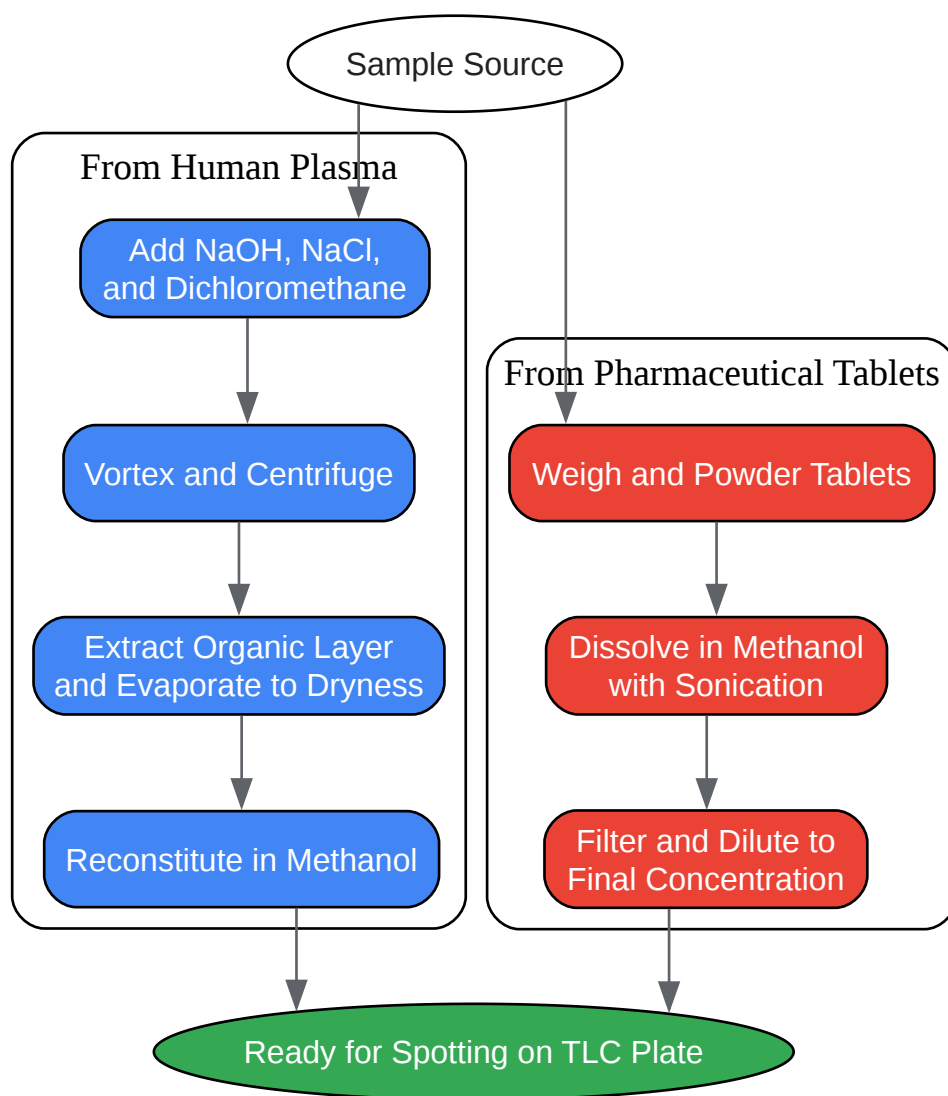 Sample Source
From Human Plasma
Add NaOH, NaCl,
and Dichloromethane
Vortex and Centrifuge
Extract Organic Layer
and Evaporate to Dryness
Reconstitute in Methanol
From Pharmaceutical Tablets
Weigh and Powder Tablets
Dissolve in Methanol
with Sonication
Filter and Dilute to
Final Concentration
Ready for Spotting on TLC Plate